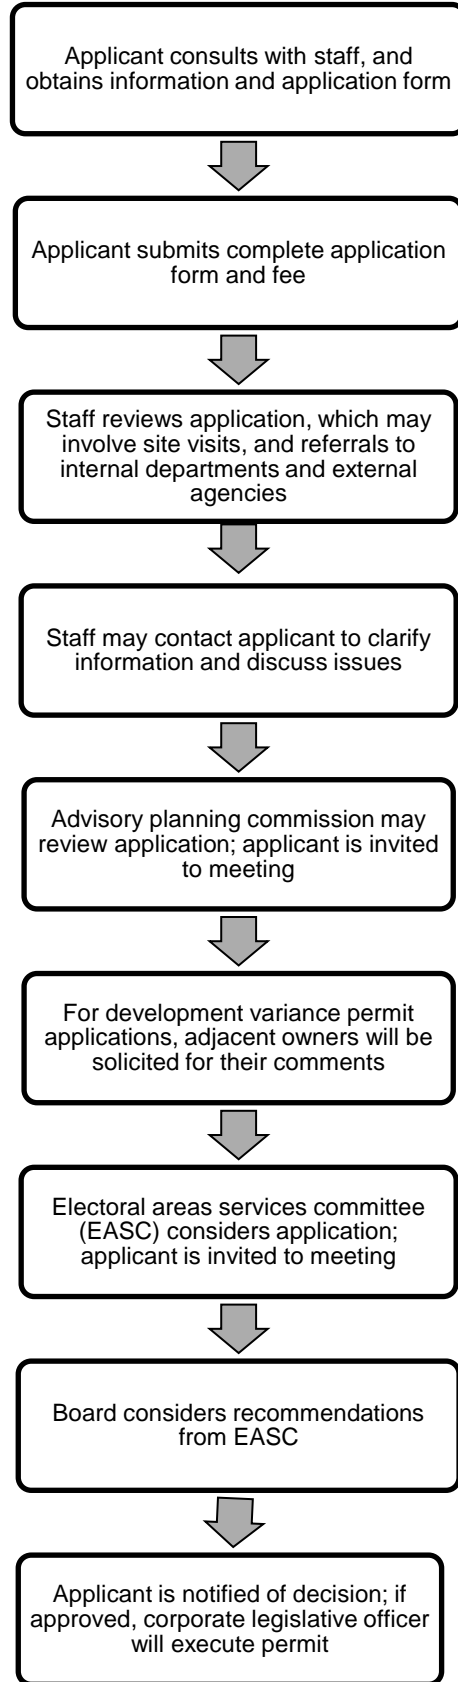 Applicant consults with staff, and
obtains information and application form
Applicant submits complete application
form and fee
Staff reviews application, which may
involve site visits, and referrals to
internal departments and external
agencies
Staff may contact applicant to clarify
information and discuss issues
Advisory planning commission may
review application; applicant is invited
to meeting
For development variance permit
applications, adjacent owners will be
solicited for their comments
Electoral areas services committee
(EASC) considers application;
applicant is invited to meeting
Board considers recommendations
from EASC
Applicant is notified of decision; if
approved, corporate legislative officer
will execute permit